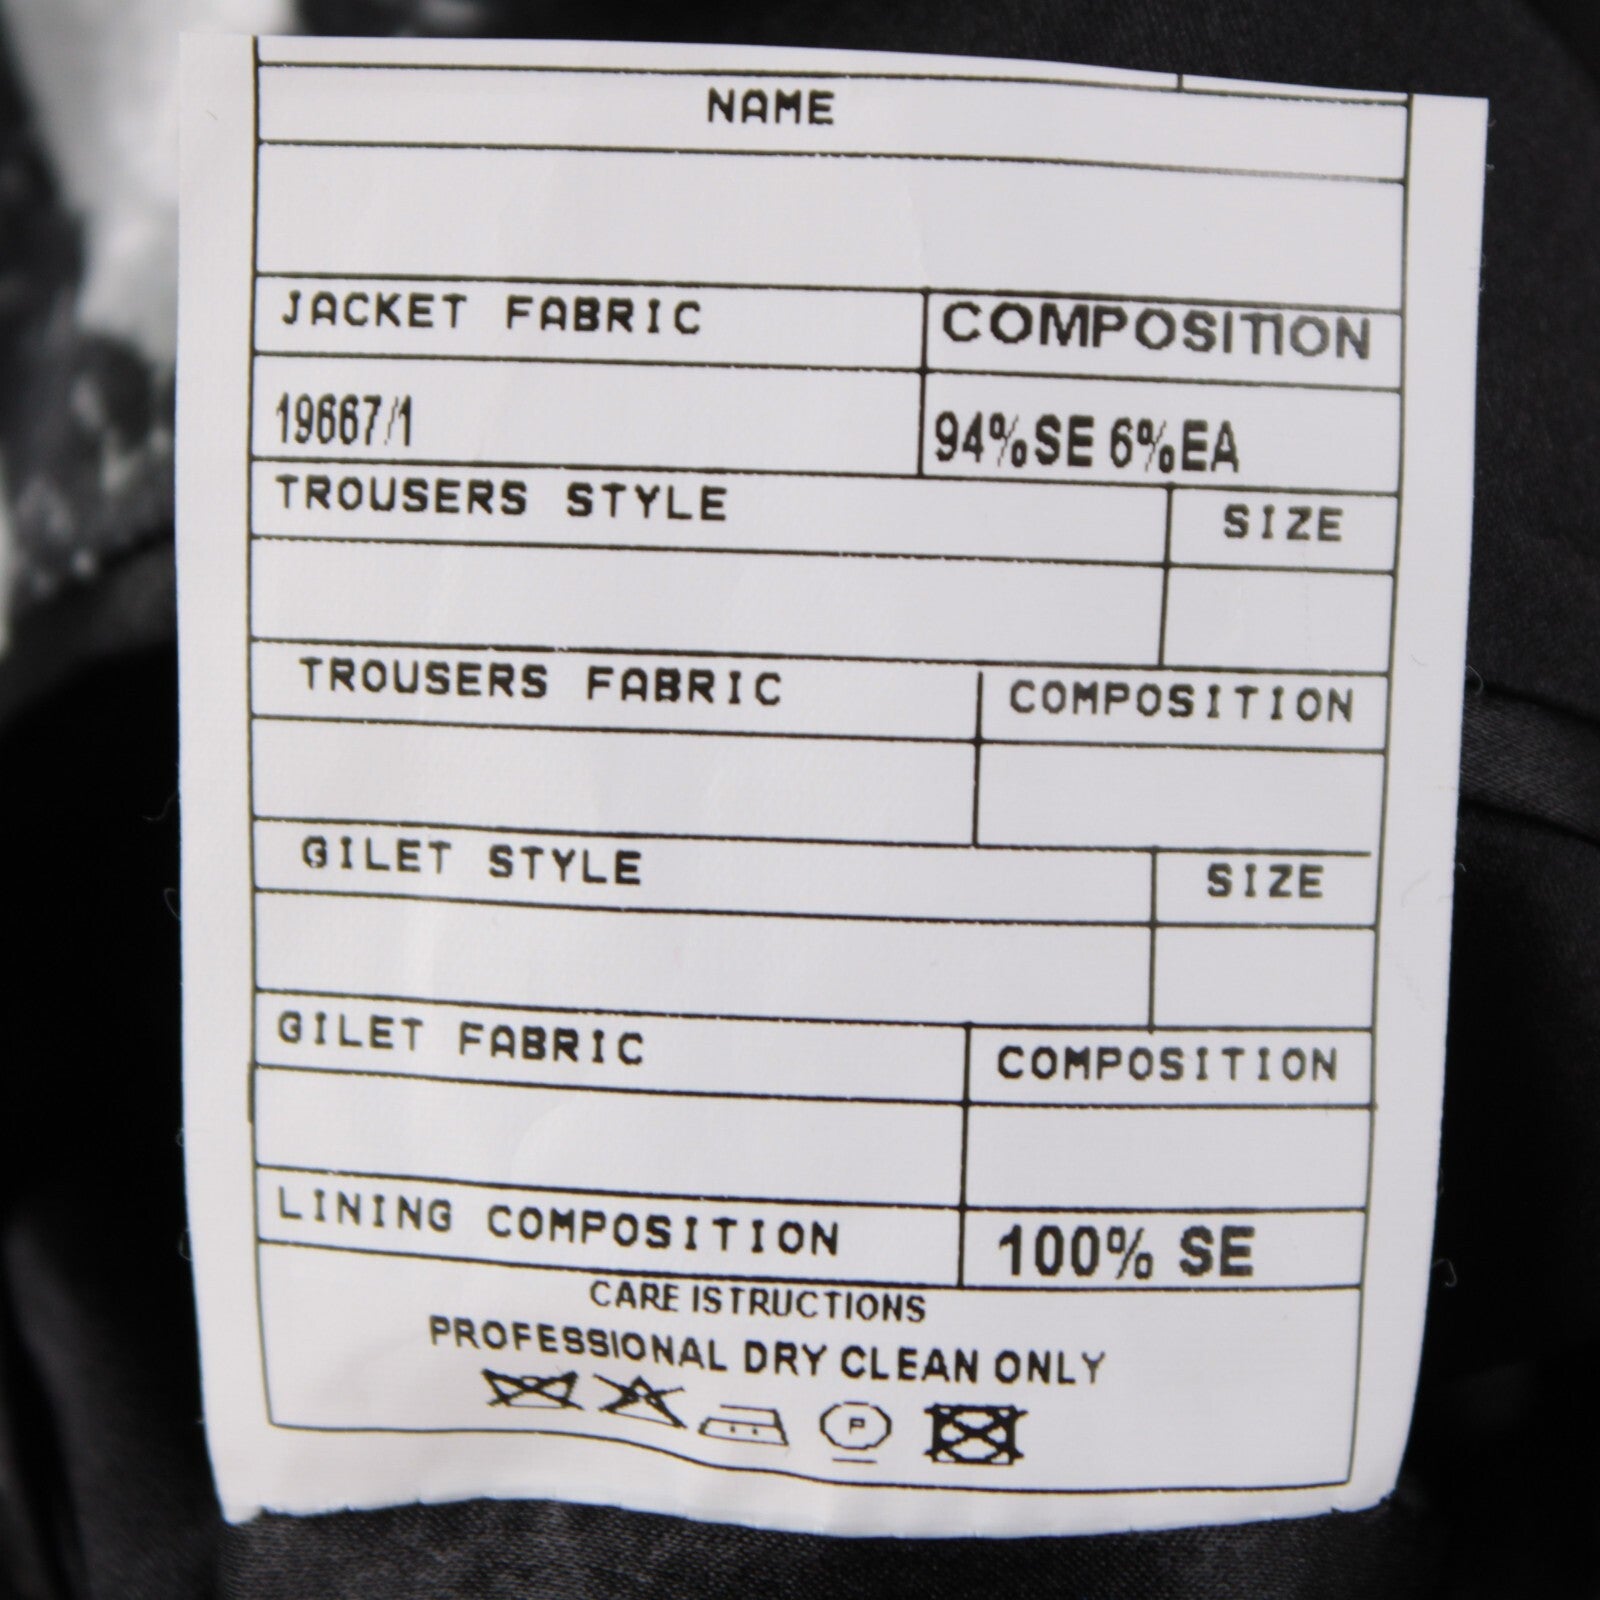 NAME
JACKET FABRIC COMPOSITION
19667/1 94% SE 6% EA
TROUSERS STYLE SIZE
TROUSERS FABRIC COMPOSITION
GILET STYLE SIZE
GILET FABRIC COMPOSITION
LINING COMPOSITION 100% SE
CARE ISTRUCTIONS
PROFESSIONAL DRY CLEAN ONLY
P